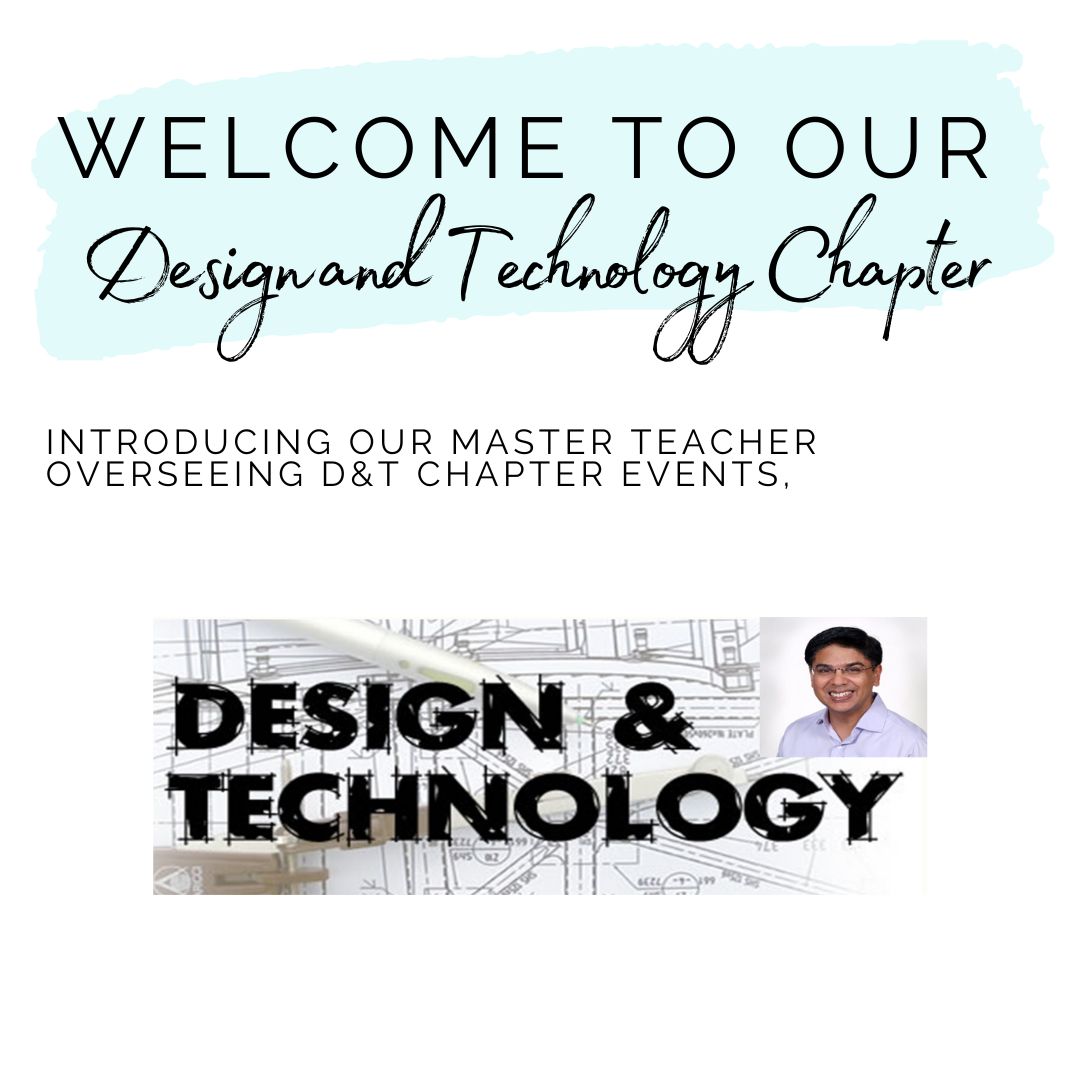 WELCOME TO OUR
Design and Technology Chapter
INTRODUCING OUR MASTER TEACHER
OVERSEEING D&T CHAPTER EVENTS,
DESIGN &
TECHNOLOGY